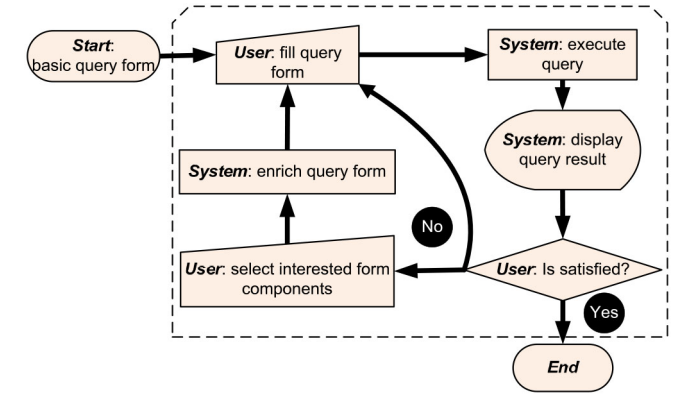 Start:
basic query form
User: fill query
form
System: execute
query
System: display
query result
System: enrich query form
No
User: select interested form
components
User: Is satisfied?
Yes
End